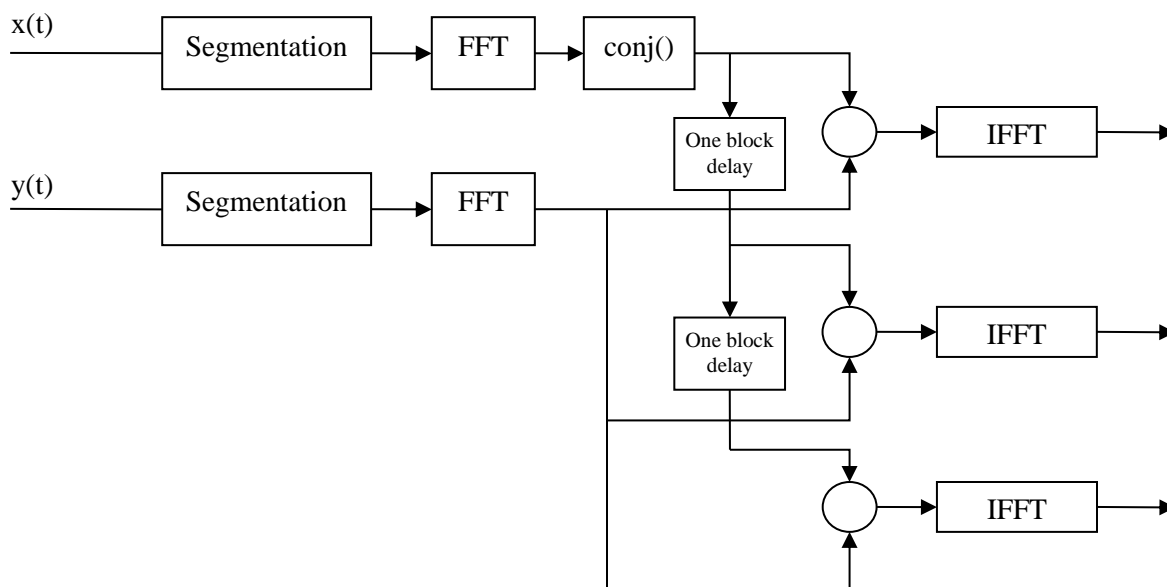 x(t)
Segmentation
FFT
conj()
One block
delay
IFFT
y(t)
Segmentation
FFT
One block
delay
IFFT
IFFT